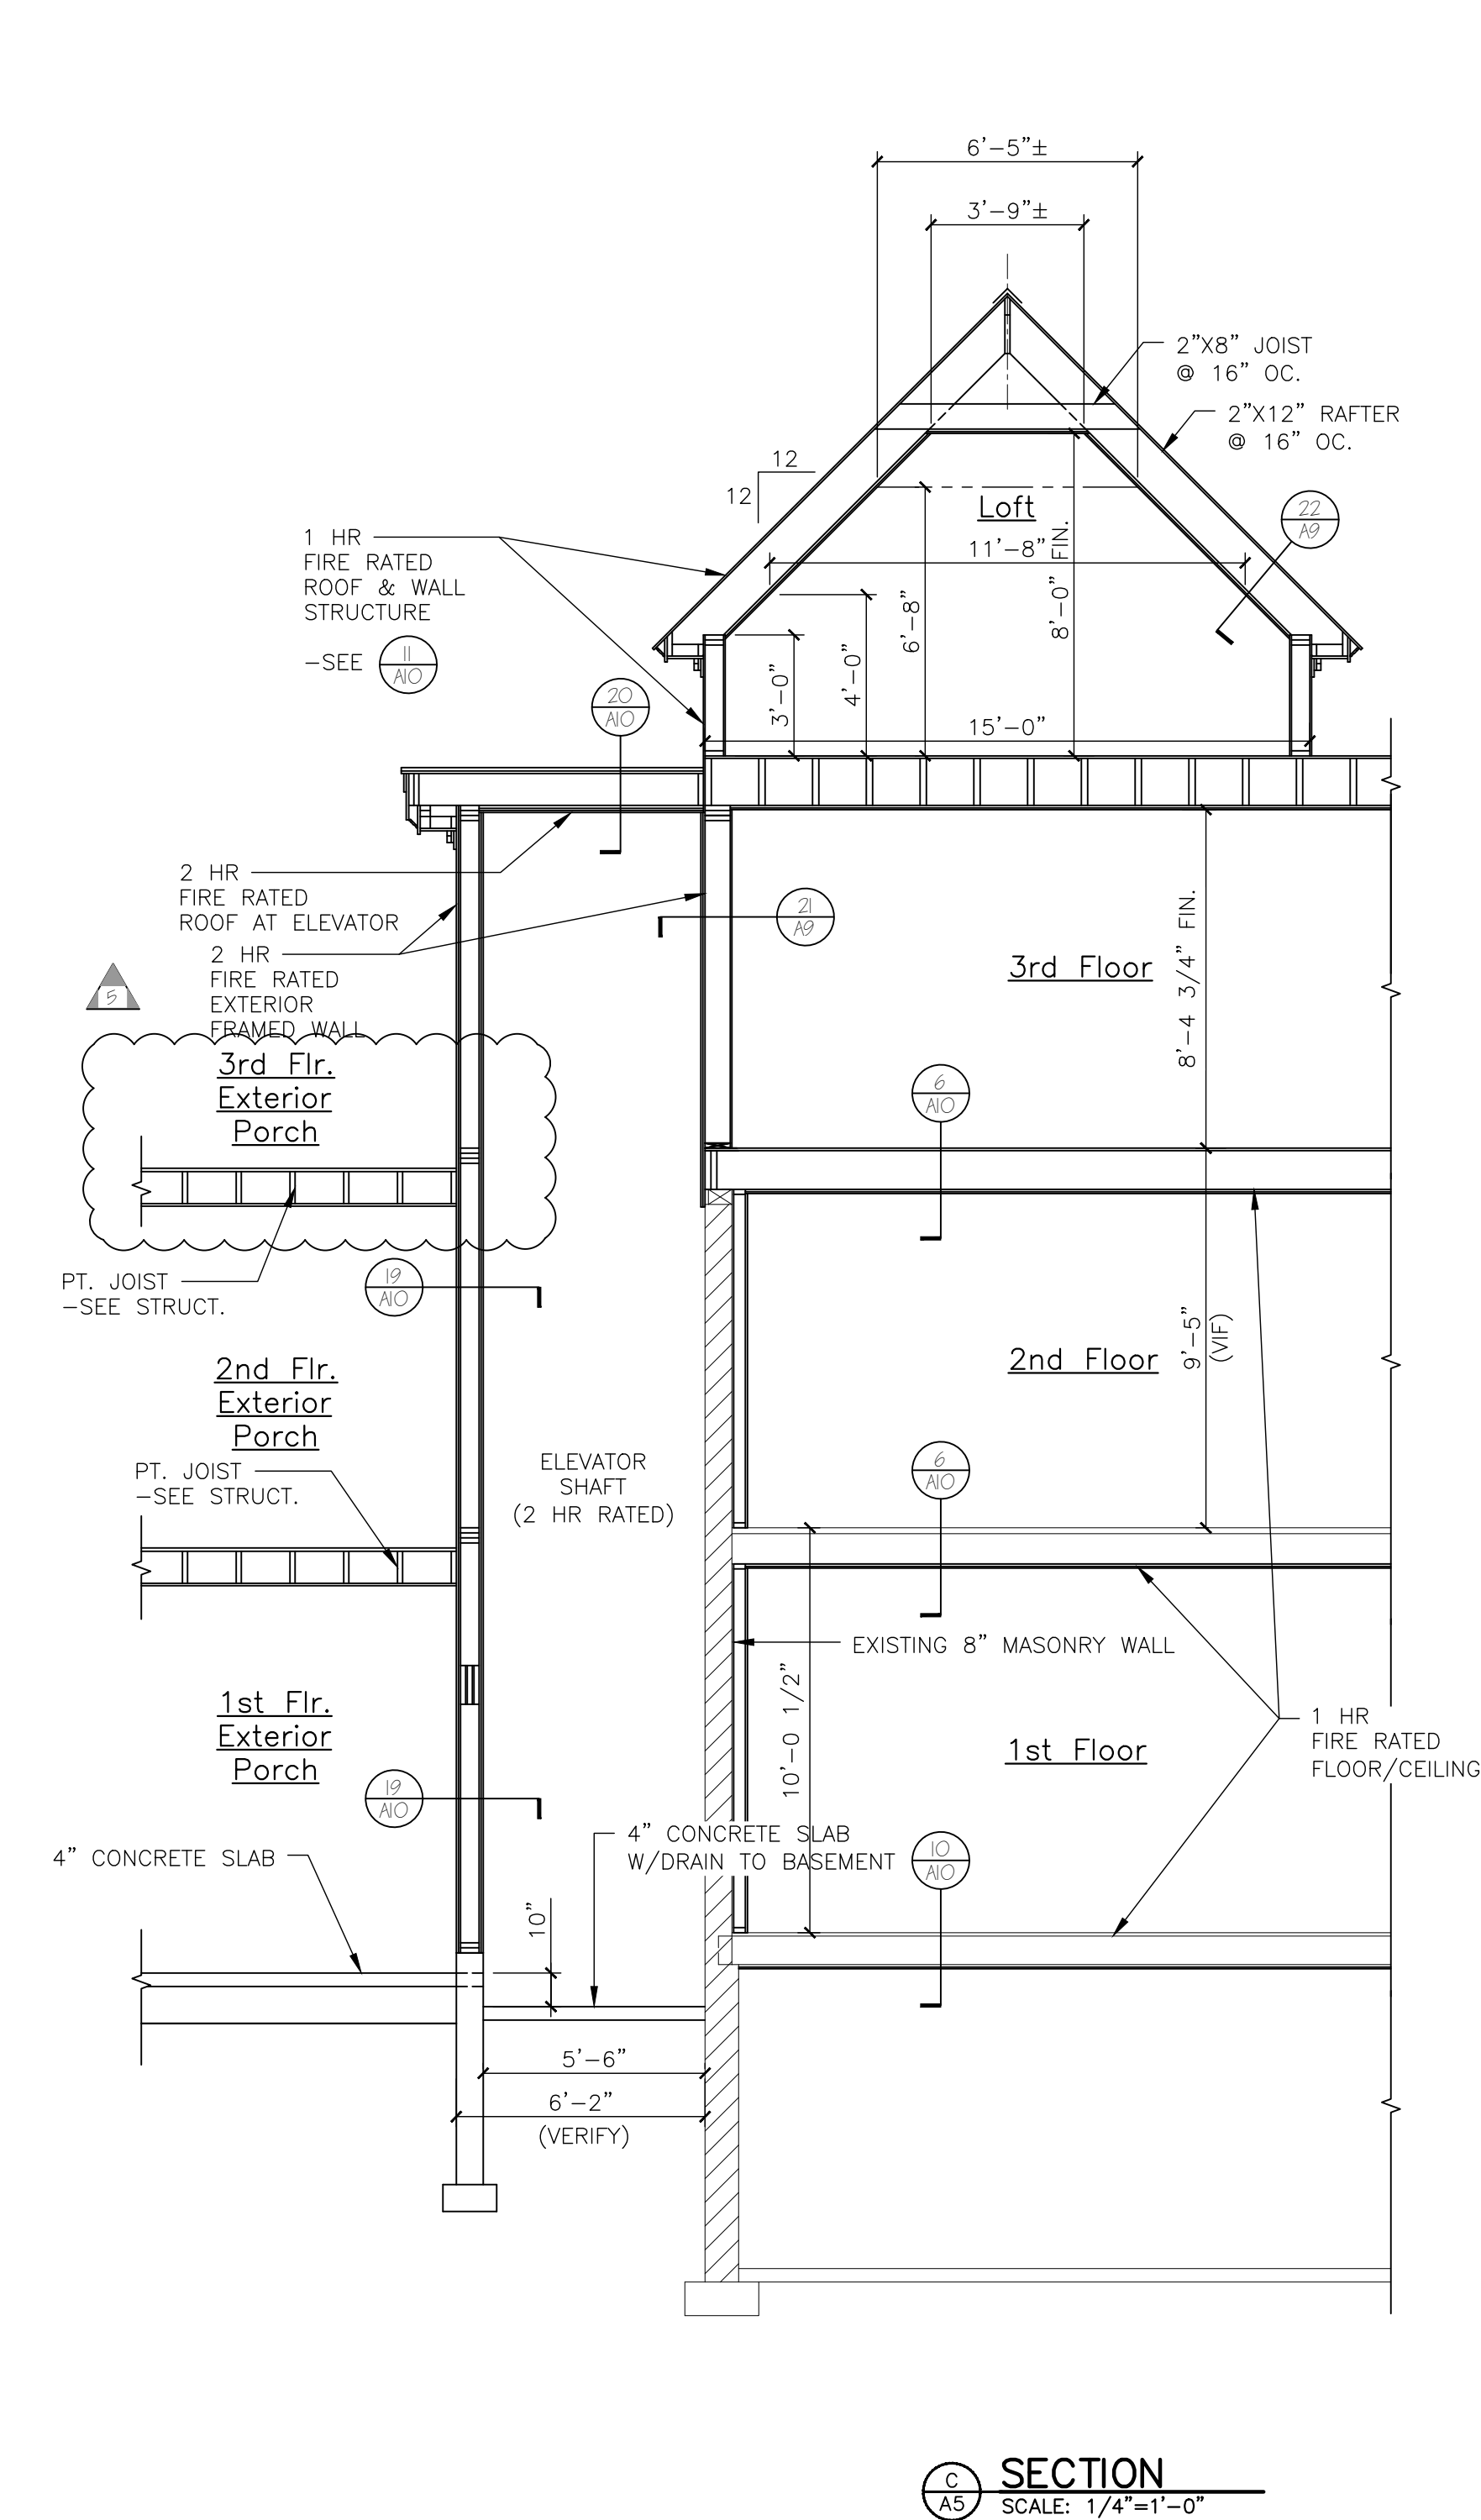 6'-5"±
3'-9"±
2"X8" JOIST
@ 16" OC.
2"X12" RAFTER
@ 16" OC.
12
12
Loft
22
A9
11'-8"
8'-0" FIN.
6'-8"
4'-0"
3'-0"
15'-0"
1 HR
FIRE RATED
ROOF & WALL
STRUCTURE
-SEE
11
A10
20
A10
2 HR
FIRE RATED
ROOF AT ELEVATOR
2 HR
FIRE RATED
EXTERIOR
FRAMED WALL
21
A9
5
3rd Floor
8'-4 3/4" FIN.
3rd Flr.
Exterior
Porch
6
A10
PT. JOIST
-SEE STRUCT.
19
A10
2nd Floor
9'-5"
(VIF)
2nd Flr.
Exterior
Porch
PT. JOIST
-SEE STRUCT.
ELEVATOR
SHAFT
(2 HR RATED)
6
A10
EXISTING 8" MASONRY WALL
10'-0 1/2"
1st Floor
1 HR
FIRE RATED
FLOOR/CEILING
1st Flr.
Exterior
Porch
19
A10
4" CONCRETE SLAB
4" CONCRETE SLAB
W/DRAIN TO BASEMENT
10
A10
10"
5'-6"
6'-2"
(VERIFY)
C
A5
SECTION
SCALE: 1/4"=1'-0"